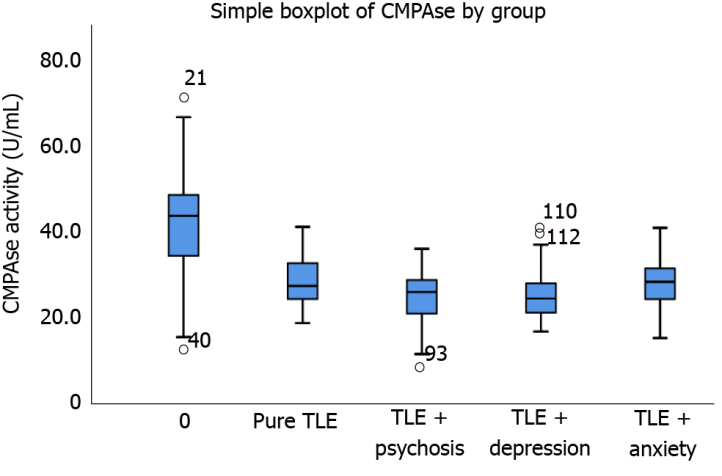 Simple boxplot of CMPAse by group
CMPAse activity (U/mL)
80.0
60.0
40.0
20.0
0
21
40
93
110
112
0
Pure TLE
TLE +
psychosis
TLE +
depression
TLE +
anxiety